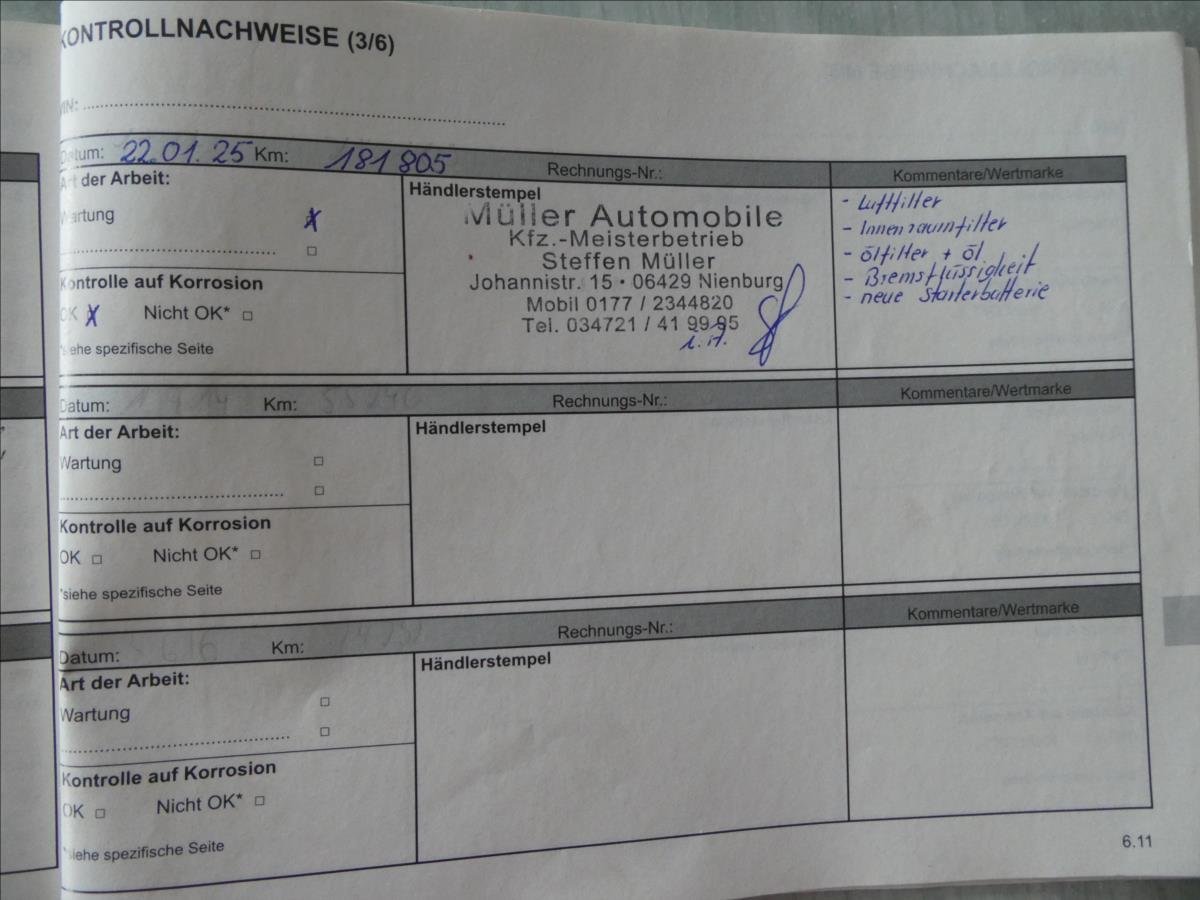 KONTROLLNACHWEISE (3/6)
VIN:
Datum: 22.01.25 Km: 181 805 Rechnungs-Nr.: Kommentare/Wertmarke
Art der Arbeit:
Wartung
Kontrolle auf Korrosion
OK Nicht OK*
*siehe spezifische Seite
Händlerstempel
Müller Automobile
Kfz.-Meisterbetrieb
Steffen Müller
Johannistr. 15 · 06429 Nienburg
Mobil 0177 / 2344820
Tel. 034721 / 41 99 95
i.A.
- Luftfilter
- Innenraumfilter
- Ölfilter + Öl
- Bremsflüssigkeit
- neue Starterbatterie
Datum: Km: Rechnungs-Nr.: Kommentare/Wertmarke
Art der Arbeit:
Wartung
Kontrolle auf Korrosion
OK Nicht OK*
*siehe spezifische Seite
Händlerstempel
Datum: Km: Rechnungs-Nr.: Kommentare/Wertmarke
Art der Arbeit:
Wartung
Kontrolle auf Korrosion
OK Nicht OK*
*siehe spezifische Seite
Händlerstempel
6.11